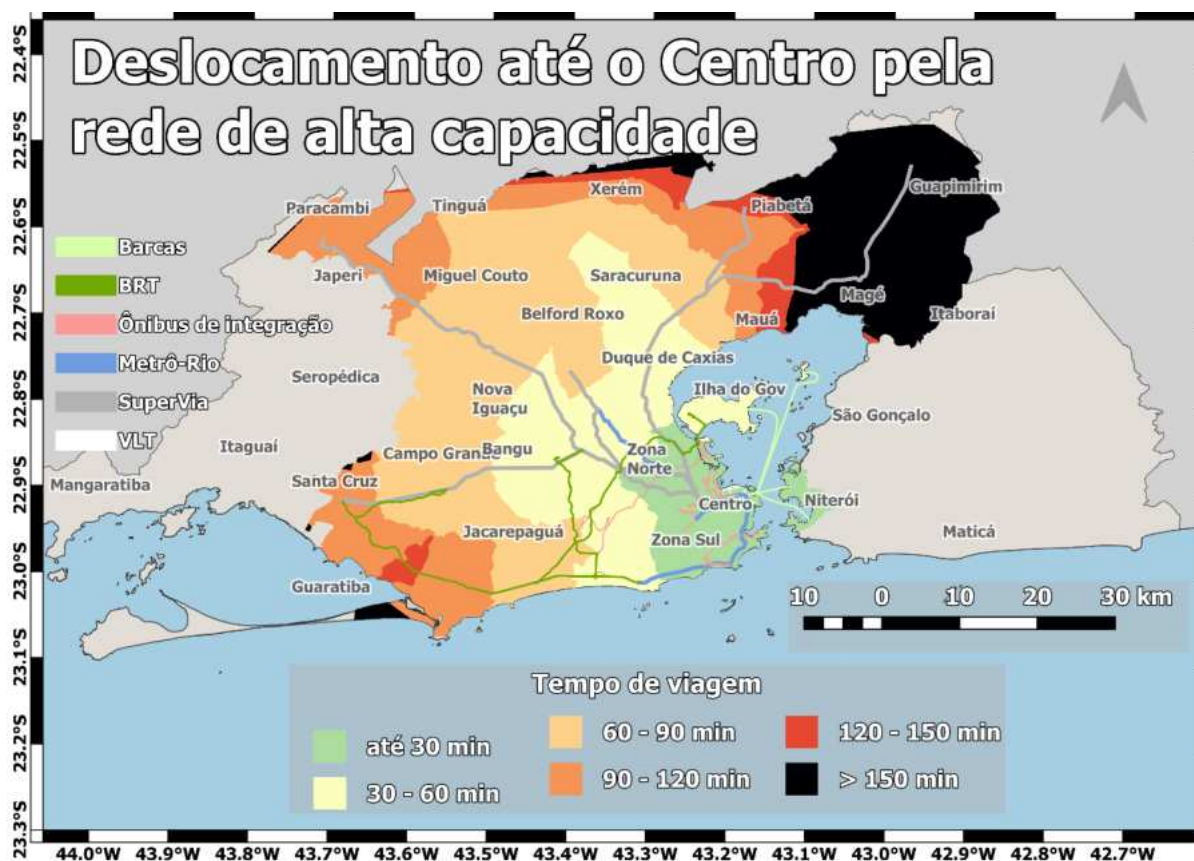 Deslocamento até o Centro pela
rede de alta capacidade
22.4°S
22.5°S
22.6°S
22.7°S
22.8°S
22.9°S
23.0°S
23.1°S
23.2°S
23.3°S
Barcas
BRT
Ônibus de integração
Metrô-Rio
SuperVia
VLT
Paracambi
Tinguá
Xerém
Piabetá
Guapimirim
Japeri
Miguel Couto
Saracuruna
Magé
Itaboraí
Belford Roxo
Mauá
Duque de Caxias
Seropédica
Nova
Iguaçu
Ilha do Gov
São Gonçalo
Itaguaí
Campo Grande
Bangu
Zona
Norte
Mangaratiba
Santa Cruz
Centro
Niterói
Jacarepaguá
Zona Sul
Maticá
Guaratiba
10 0 10 20 30 km
Tempo de viagem
até 30 min
30 - 60 min
60 - 90 min
90 - 120 min
120 - 150 min
> 150 min
44.0°W 43.9°W 43.8°W 43.7°W 43.6°W 43.5°W 43.4°W 43.3°W 43.2°W 43.1°W 43.0°W 42.9°W 42.8°W 42.7°W